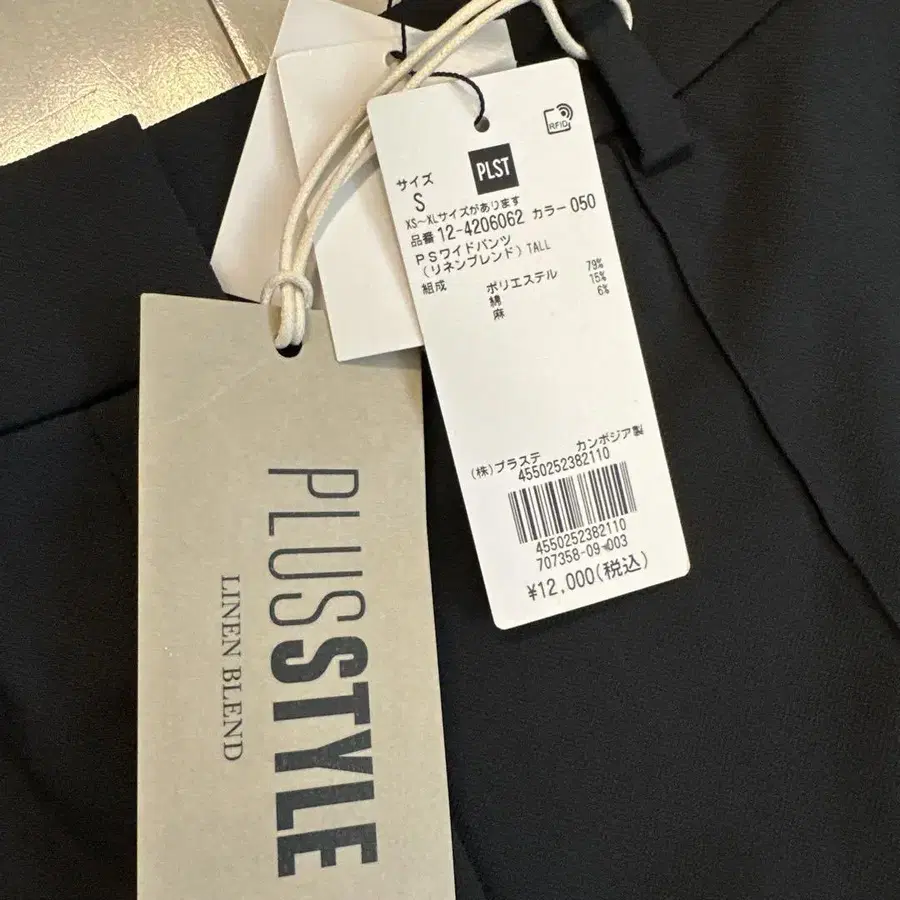 RFID
PLST
サイズ
S
XS～XLサイズがあります
品番 12-4206062 カラー 050
PSワイドパンツ
(リネンブレンド) TALL
組成 ポリエステル 79%
綿 15%
麻 6%
(株)プラステ カンボジア製
4550252382110
4550252382110
707358-09-003
¥12,000(税込)
PLUSSTYLE
LINEN BLEND